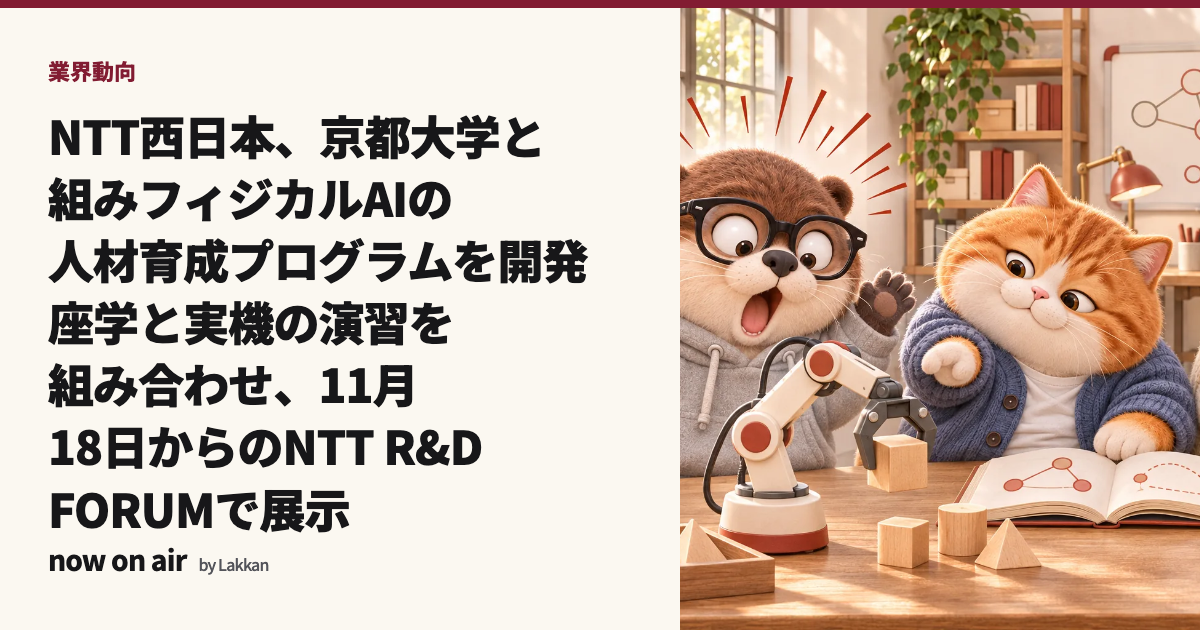 業界動向
NTT西日本、京都大学と
組みフィジカルAIの
人材育成プログラムを開発
座学と実機の演習を
組み合わせ、11月
18日からのNTT R&D
FORUMで展示
now on air by Lakkan